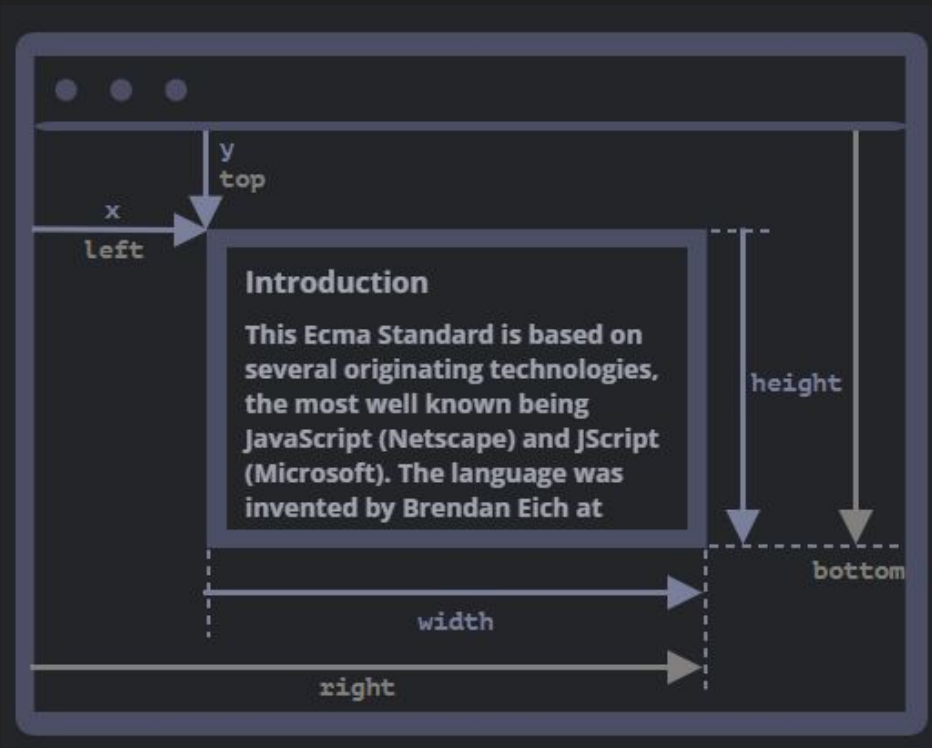 y
top
x
left
Introduction
This Ecma Standard is based on
several originating technologies,
the most well known being
JavaScript (Netscape) and JScript
(Microsoft). The language was
invented by Brendan Eich at
height
bottom
width
right